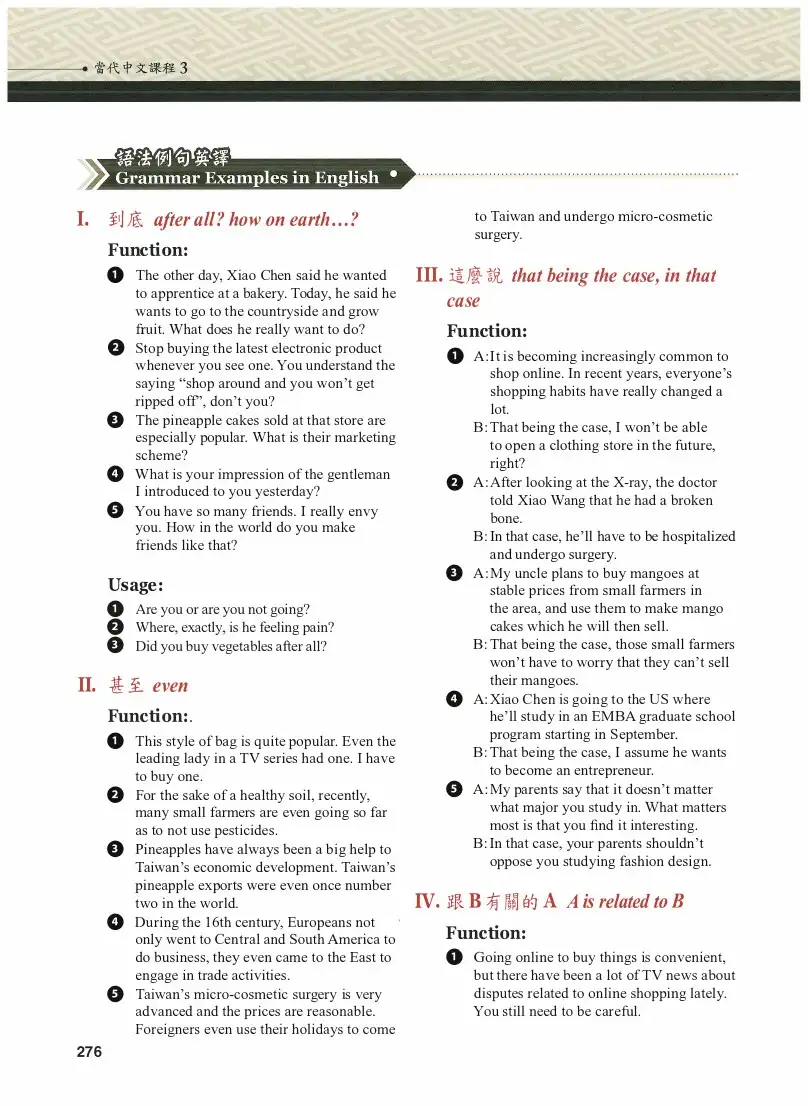 當代中文課程 3
語法例句英譯
Grammar Examples in English
I. 到底 after all? how on earth…?
Function:
1 The other day, Xiao Chen said he wanted
to apprentice at a bakery. Today, he said he
wants to go to the countryside and grow
fruit. What does he really want to do?
2 Stop buying the latest electronic product
whenever you see one. You understand the
saying “shop around and you won’t get
ripped off”, don’t you?
3 The pineapple cakes sold at that store are
especially popular. What is their marketing
scheme?
4 What is your impression of the gentleman
I introduced to you yesterday?
5 You have so many friends. I really envy
you. How in the world do you make
friends like that?
Usage:
1 Are you or are you not going?
2 Where, exactly, is he feeling pain?
3 Did you buy vegetables after all?
II. 甚至 even
Function:.
1 This style of bag is quite popular. Even the
leading lady in a TV series had one. I have
to buy one.
2 For the sake of a healthy soil, recently,
many small farmers are even going so far
as to not use pesticides.
3 Pineapples have always been a big help to
Taiwan’s economic development. Taiwan’s
pineapple exports were even once number
two in the world.
4 During the 16th century, Europeans not
only went to Central and South America to
do business, they even came to the East to
engage in trade activities.
5 Taiwan’s micro-cosmetic surgery is very
advanced and the prices are reasonable.
Foreigners even use their holidays to come
to Taiwan and undergo micro-cosmetic
surgery.
III. 這麼說 that being the case, in that
case
Function:
1 A: It is becoming increasingly common to
shop online. In recent years, everyone’s
shopping habits have really changed a
lot.
B: That being the case, I won’t be able
to open a clothing store in the future,
right?
2 A: After looking at the X-ray, the doctor
told Xiao Wang that he had a broken
bone.
B: In that case, he’ll have to be hospitalized
and undergo surgery.
3 A: My uncle plans to buy mangoes at
stable prices from small farmers in
the area, and use them to make mango
cakes which he will then sell.
B: That being the case, those small farmers
won’t have to worry that they can’t sell
their mangoes.
4 A: Xiao Chen is going to the US where
he’ll study in an EMBA graduate school
program starting in September.
B: That being the case, I assume he wants
to become an entrepreneur.
5 A: My parents say that it doesn’t matter
what major you study in. What matters
most is that you find it interesting.
B: In that case, your parents shouldn’t
oppose you studying fashion design.
IV. 跟 B 有關的 A A is related to B
Function:
1 Going online to buy things is convenient,
but there have been a lot of TV news about
disputes related to online shopping lately.
You still need to be careful.
276